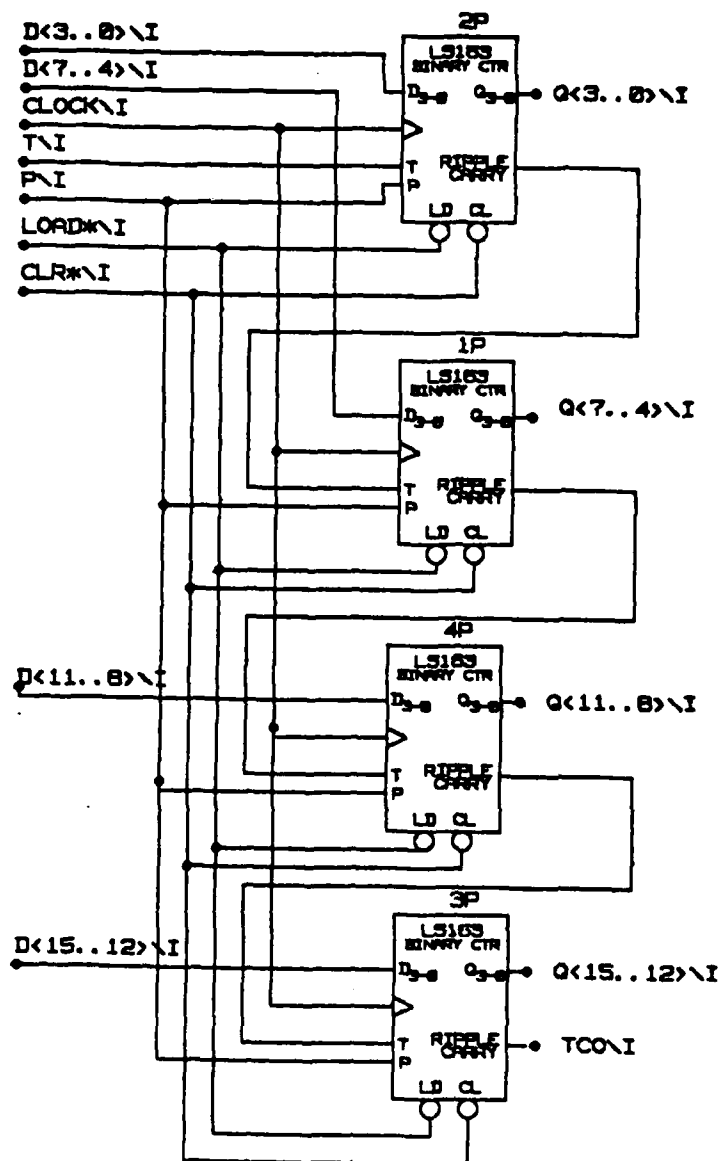 2P
D<3..0>\I
LS163
BINARY CTR
D<7..4>\I
D3-0 Q3-0 Q<3..0>\I
CLOCK\I
T\I
T RIPPLE CARRY
P\I
P
LD CL
LOAD*\I
CLR*\I
1P
LS163
BINARY CTR
D3-0 Q3-0 Q<7..4>\I
T RIPPLE CARRY
P
LD CL
4P
LS163
BINARY CTR
D<11..8>\I
D3-0 Q3-0 Q<11..8>\I
T RIPPLE CARRY
P
LD CL
3P
LS163
BINARY CTR
D<15..12>\I
D3-0 Q3-0 Q<15..12>\I
T RIPPLE CARRY TCO\I
P
LD CL